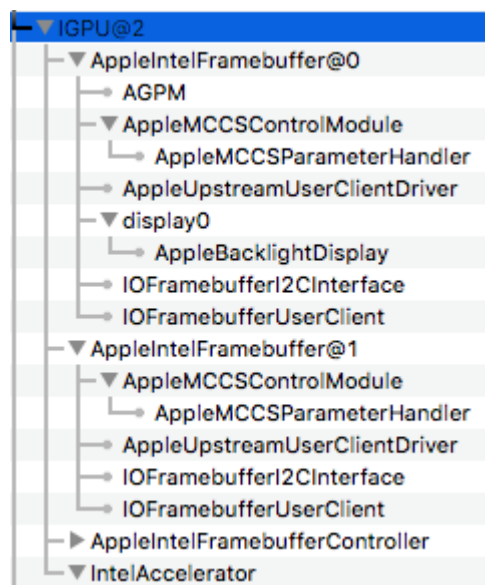 IGPU@2
AppleIntelFramebuffer@0
AGPM
AppleMCCSControlModule
AppleMCCSParameterHandler
AppleUpstreamUserClientDriver
display0
AppleBacklightDisplay
IOFramebufferI2CInterface
IOFramebufferUserClient
AppleIntelFramebuffer@1
AppleMCCSControlModule
AppleMCCSParameterHandler
AppleUpstreamUserClientDriver
IOFramebufferI2CInterface
IOFramebufferUserClient
AppleIntelFramebufferController
IntelAccelerator